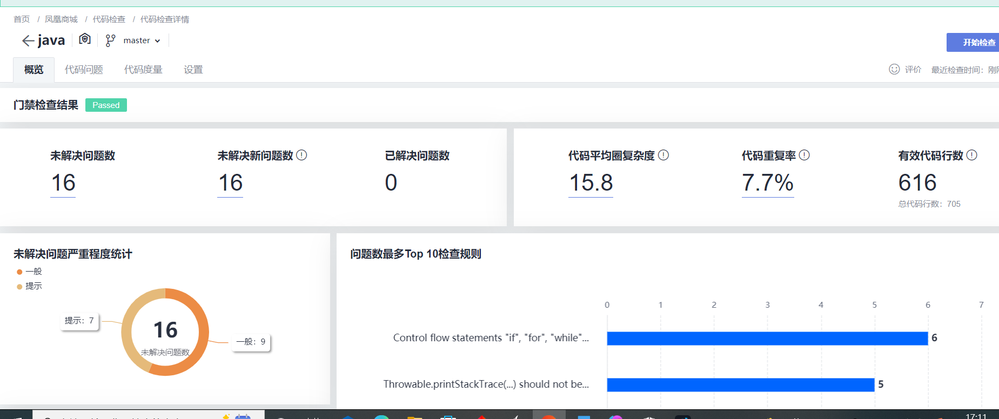 首页 / 凤凰商城 / 代码检查 / 代码检查详情
java master
开始检查
概览 代码问题 代码度量 设置
评价 最近检查时间：刚
门禁检查结果 Passed
未解决问题数 未解决新问题数 已解决问题数
16 16 0
代码平均圈复杂度 代码重复率 有效代码行数
15.8 7.7% 616
总代码行数：705
未解决问题严重程度统计
一般
提示
提示：7
16
未解决问题数
一般：9
问题数最多Top 10检查规则
0 1 2 3 4 5 6 7
Control flow statements "if", "for", "while"... 6
Throwable.printStackTrace(...) should not be... 5
17:11